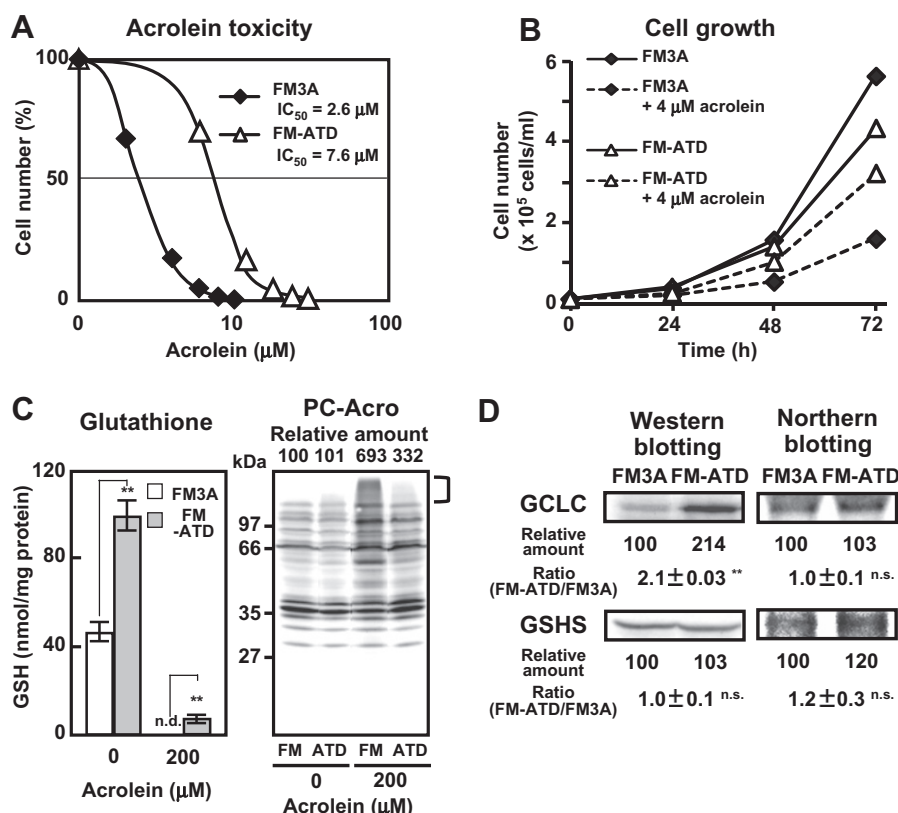 A
Acrolein toxicity
Cell number (%)
100
50
0
FM3A
IC50 = 2.6 μM
FM-ATD
IC50 = 7.6 μM
0
10
100
Acrolein (μM)
B
Cell growth
Cell number
(x 10⁵ cells/ml)
6
4
2
0
FM3A
FM3A
+ 4 μM acrolein
FM-ATD
FM-ATD
+ 4 μM acrolein
0
24
48
72
Time (h)
C
Glutathione
GSH (nmol/mg protein)
120
80
40
0
**
FM3A
FM
-ATD
n.d.
**
0
200
Acrolein (μM)
PC-Acro
Relative amount
kDa
100 101 693 332
97
66
35
27
FM ATD FM ATD
0 200
Acrolein (μM)
D
Western
blotting
Northern
blotting
FM3A FM-ATD FM3A FM-ATD
GCLC
Relative
amount
100 214 100 103
Ratio
(FM-ATD/FM3A)
2.1±0.03 ** 1.0±0.1 n.s.
GSHS
Relative
amount
100 103 100 120
Ratio
(FM-ATD/FM3A)
1.0±0.1 n.s. 1.2±0.3 n.s.